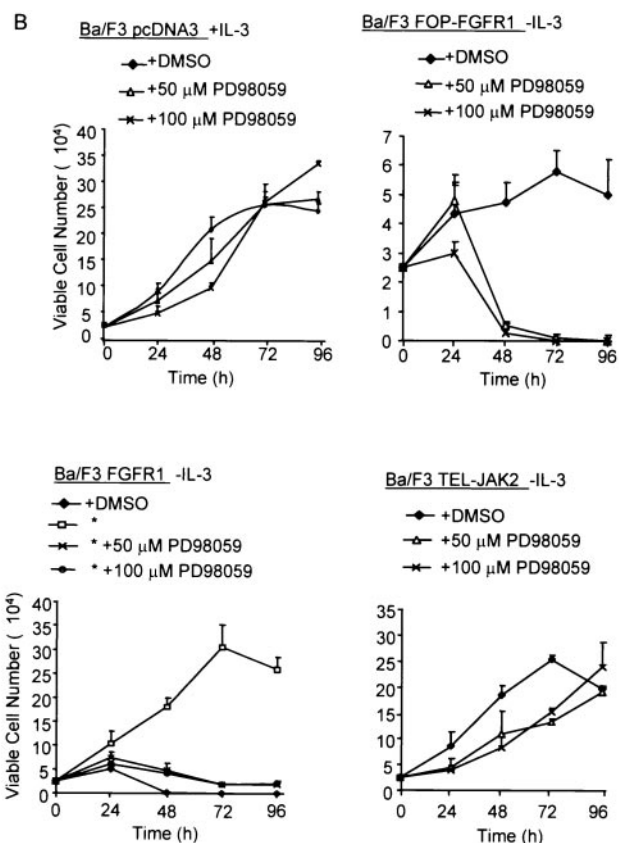 B
Ba/F3 pcDNA3 +IL-3
+DMSO
+50 μM PD98059
+100 μM PD98059
Viable Cell Number ( 10⁴)
40
35
30
25
20
15
10
5
0
0 24 48 72 96
Time (h)
Ba/F3 FOP-FGFR1 -IL-3
+DMSO
+50 μM PD98059
+100 μM PD98059
7
6
5
4
3
2
1
0
0 24 48 72 96
Time (h)
Ba/F3 FGFR1 -IL-3
+DMSO
*
* +50 μM PD98059
* +100 μM PD98059
Viable Cell Number ( 10⁴)
40
35
30
25
20
15
10
5
0
0 24 48 72 96
Time (h)
Ba/F3 TEL-JAK2 -IL-3
+DMSO
+50 μM PD98059
+100 μM PD98059
35
30
25
20
15
10
5
0
0 24 48 72 96
Time (h)